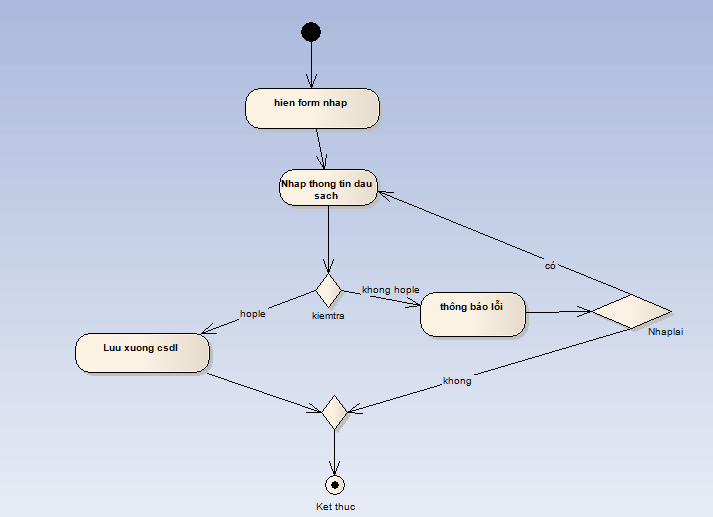 hien form nhap
Nhap thong tin dau
sach
có
khong hople
thông báo lỗi
hople
kiemtra
Nhaplai
Luu xuong csdl
khong
Ket thuc